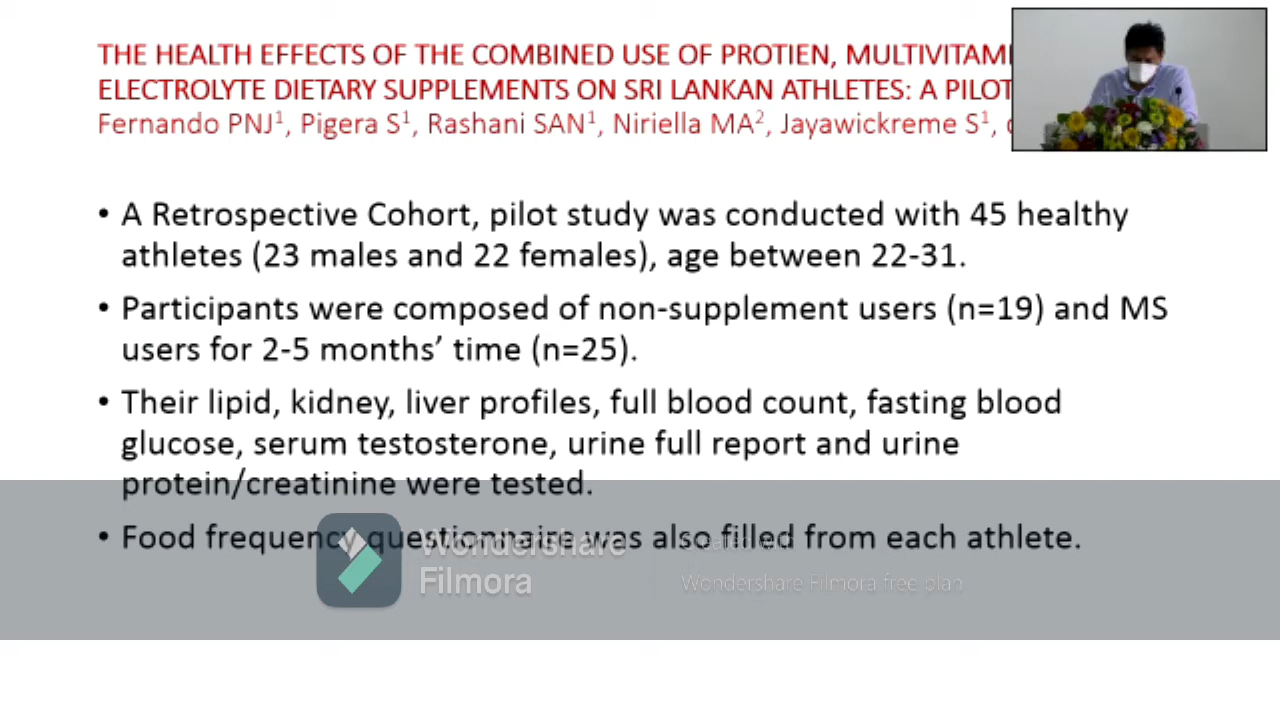 THE HEALTH EFFECTS OF THE COMBINED USE OF PROTIEN,
ELECTROLYTE DIETARY SUPPLEMENTS ON SRI LANKAN ATHLETES: A PILOT
Fernando PNJ¹, Pigera S¹, Rashani SAN¹, Niriella MA², Jayawickreme S¹,
• A Retrospective Cohort, pilot study was conducted with 45 healthy
athletes (23 males and 22 females), age between 22-31.
• Participants were composed of non-supplement users (n=19) and MS
users for 2-5 months’ time (n=25).
• Their lipid, kidney, liver profiles, full blood count, fasting blood
glucose, serum testosterone, urine full report and urine
protein/creatinine were tested.
• Food frequency questionnaire was also filled from each athlete.
Wondershare
Filmora
Created with
Wondershare Filmora free plan